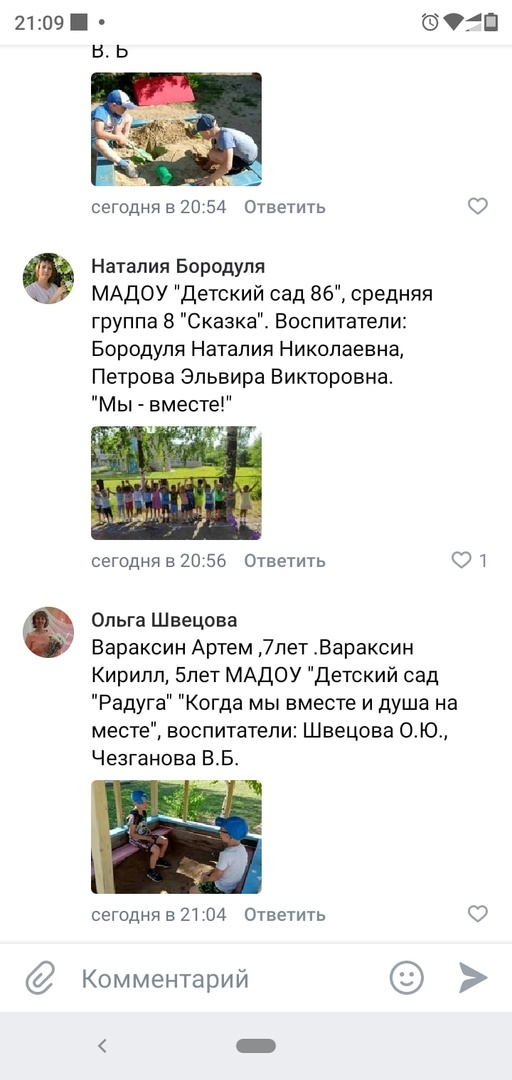 21:09
В. Б
сегодня в 20:54 Ответить
Наталия Бородуля
МАДОУ "Детский сад 86", средняя
группа 8 "Сказка". Воспитатели:
Бородуля Наталия Николаевна,
Петрова Эльвира Викторовна.
"Мы - вместе!"
сегодня в 20:56 Ответить 1
Ольга Швецова
Вараксин Артем ,7лет .Вараксин
Кирилл, 5лет МАДОУ "Детский сад
"Радуга" "Когда мы вместе и душа на
месте", воспитатели: Швецова О.Ю.,
Чезганова В.Б.
сегодня в 21:04 Ответить
Комментарий